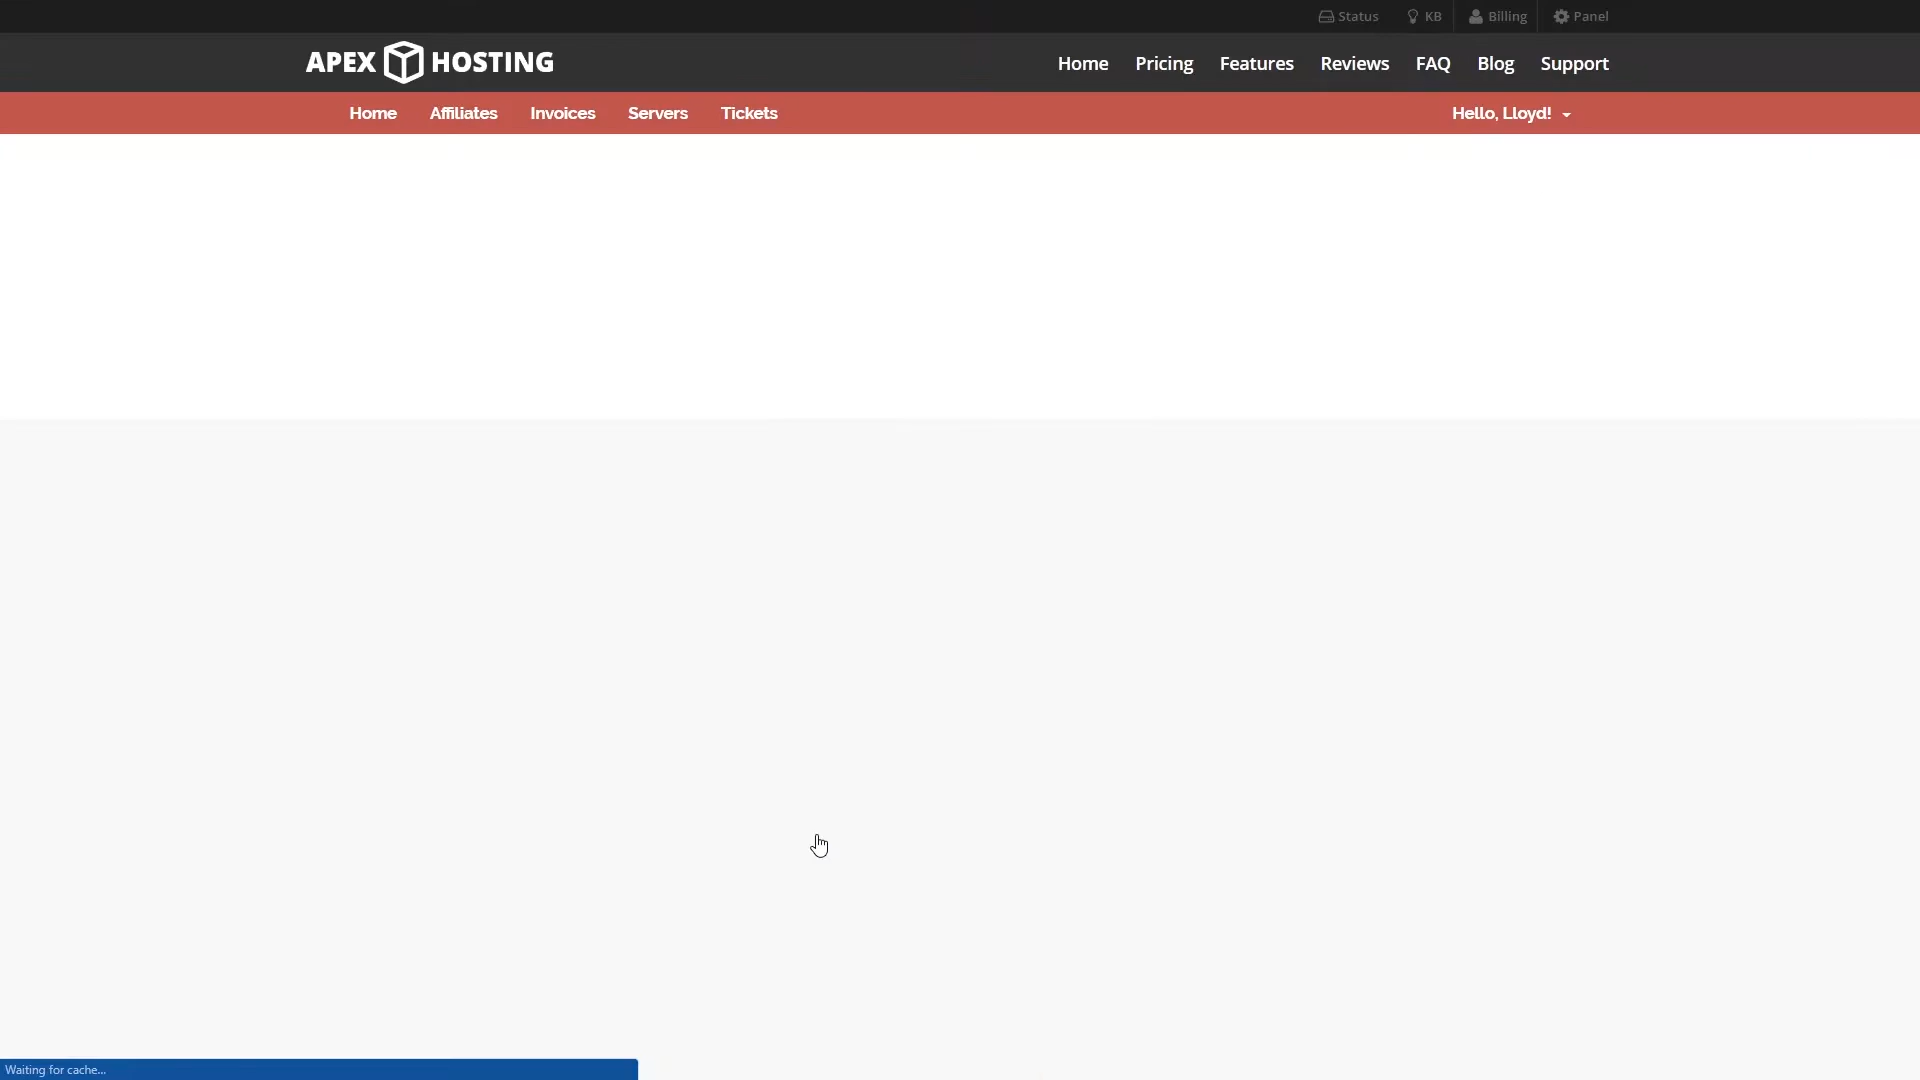 Status KB Billing Panel
APEX HOSTING Home Pricing Features Reviews FAQ Blog Support
Home Affiliates Invoices Servers Tickets Hello, Lloyd!
Waiting for cache...